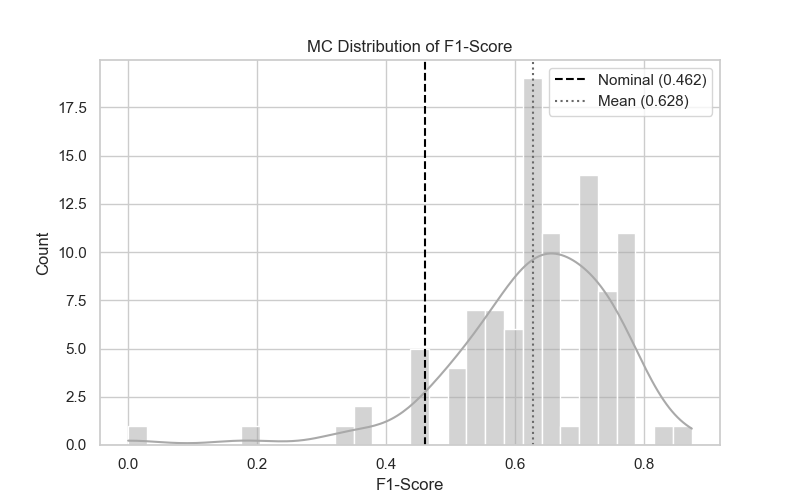 MC Distribution of F1-Score
Nominal (0.462)
Mean (0.628)
Count
17.5
15.0
12.5
10.0
7.5
5.0
2.5
0.0
0.0 0.2 0.4 0.6 0.8
F1-Score